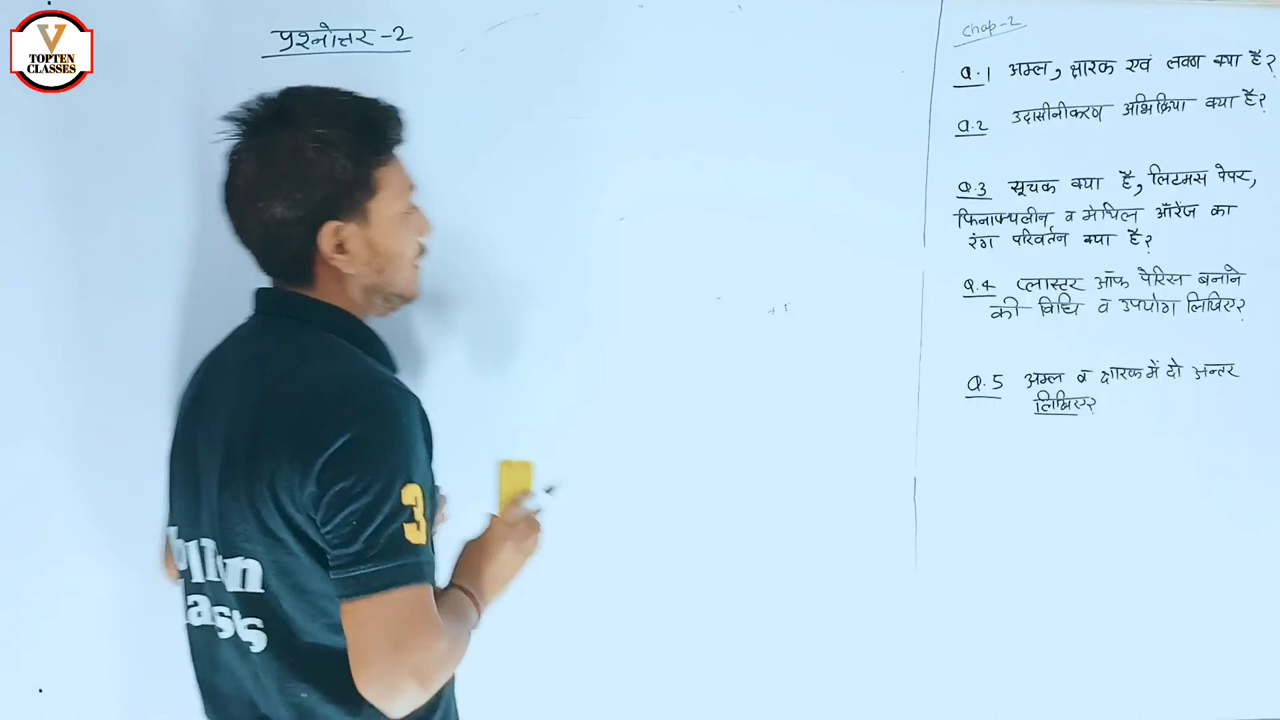 V
TOPTEN
CLASSES
प्रश्नोत्तर -2
Chap-2
Q.1 अम्ल, क्षारक एवं लवण क्या है?
Q.2 उदासीनीकरण अभिक्रिया क्या है?
Q.3 सूचक क्या है, लिटमस पेपर,
फिनाफ्थलीन व मेथिल ऑरेंज का
रंग परिवर्तन क्या है?
Q.4 प्लास्टर ऑफ पेरिस बनाने
की विधि व उपयोग लिखिए?
Q.5 अम्ल व क्षारक में दो अन्तर
लिखिए?
3